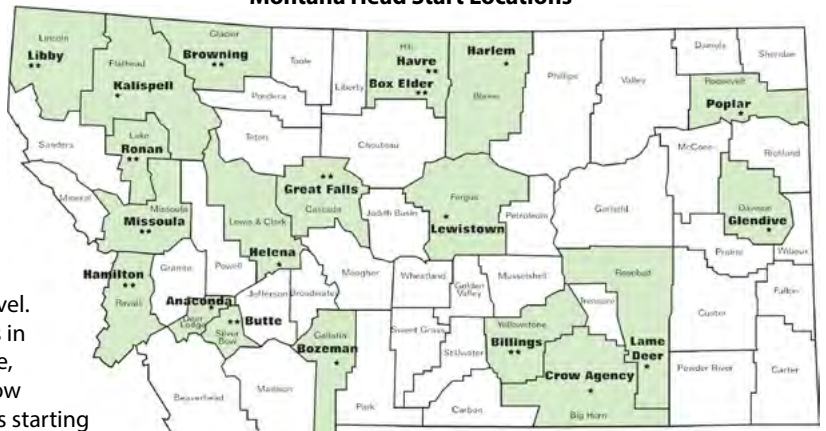 Montana Head Start Locations
Lincoln
Libby
**
Flathead
Kalispell
*
Glacier
Browning
**
Toole
Liberty
Hill
Havre
**
Box Elder
**
Harlem
*
Blaine
Phillips
Valley
Daniels
Sheridan
Roosevelt
Poplar
*
Pondera
Teton
Chouteau
Sanders
Lake
Ronan
**
Mineral
Missoula
Missoula
**
Lewis & Clark
Helena
*
**
Great Falls
Cascade
Judith Basin
Fergus
*
Lewistown
Petroleum
Garfield
McCone
Richland
Dawson
Glendive
*
Prairie
Wibaux
Hamilton
**
Ravalli
Granite
Powell
Anaconda
*
Deer
Lodge
Silver
Bow
**
Butte
Jefferson
Broadwater
Meagher
Wheatland
Golden
Valley
Musselshell
Rosebud
Treasure
Custer
Fallon
Gallatin
Bozeman
*
Sweet Grass
Stillwater
Yellowstone
Billings
**
Lame
Deer
*
Crow Agency
*
Big Horn
Powder River
Carter
Beaverhead
Madison
Park
Carbon
vel.
s in
e,
ow
s starting